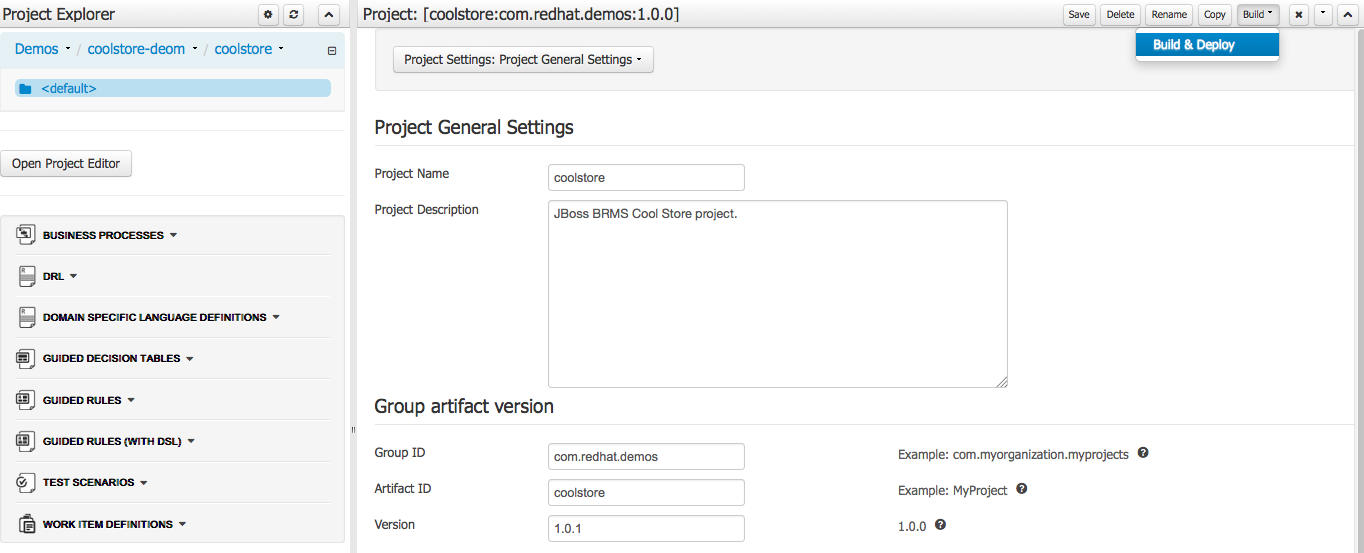 Project Explorer
Demos / coolstore-deom / coolstore
<default>
Open Project Editor
BUSINESS PROCESSES
DRL
DOMAIN SPECIFIC LANGUAGE DEFINITIONS
GUIDED DECISION TABLES
GUIDED RULES
GUIDED RULES (WITH DSL)
TEST SCENARIOS
WORK ITEM DEFINITIONS
Project: [coolstore:com.redhat.demos:1.0.0]
Save Delete Rename Copy Build
Build & Deploy
Project Settings: Project General Settings
Project General Settings
Project Name coolstore
Project Description JBoss BRMS Cool Store project.
Group artifact version
Group ID com.redhat.demos Example: com.myorganization.myprojects
Artifact ID coolstore Example: MyProject
Version 1.0.1 1.0.0